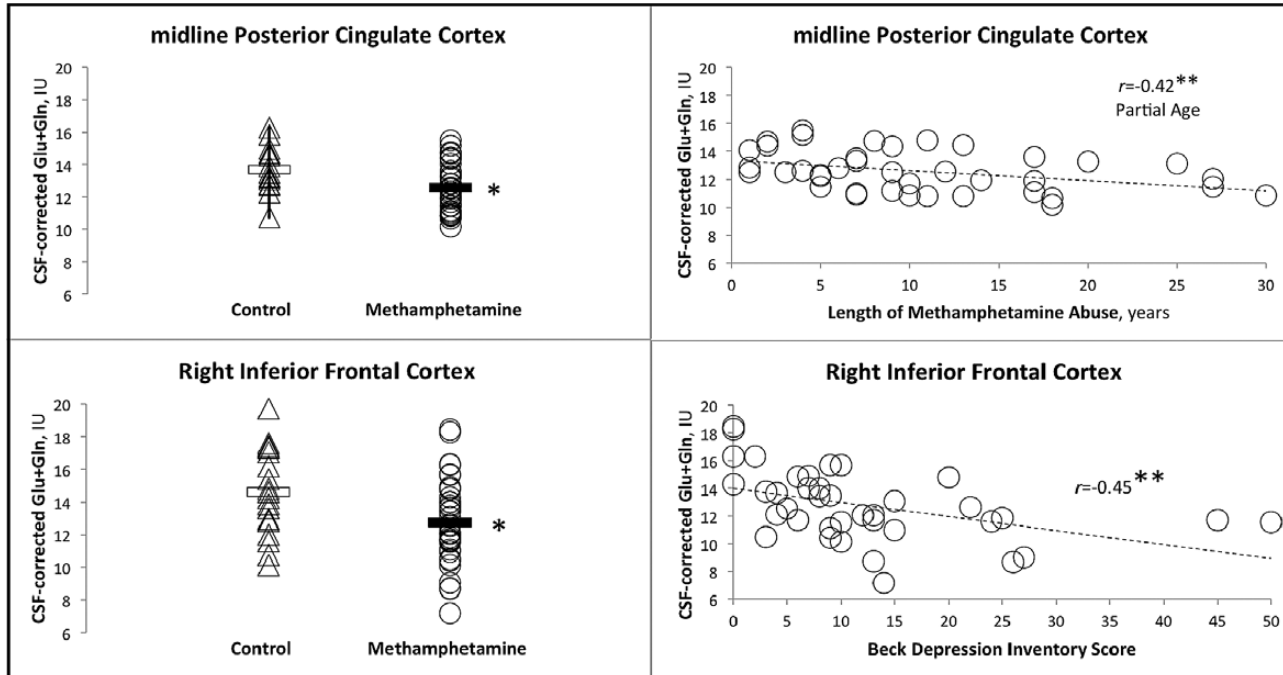 midline Posterior Cingulate Cortex
CSF-corrected Glu+Gln, IU
20
18
16
14
12
10
8
6
*
Control
Methamphetamine
midline Posterior Cingulate Cortex
CSF-corrected Glu+Gln, IU
20
18
16
14
12
10
8
6
r=-0.42**
Partial Age
0 5 10 15 20 25 30
Length of Methamphetamine Abuse, years
Right Inferior Frontal Cortex
CSF-corrected Glu+Gln, IU
20
18
16
14
12
10
8
6
*
Control
Methamphetamine
Right Inferior Frontal Cortex
CSF-corrected Glu+Gln, IU
20
18
16
14
12
10
8
6
r=-0.45**
0 5 10 15 20 25 30 35 40 45 50
Beck Depression Inventory Score